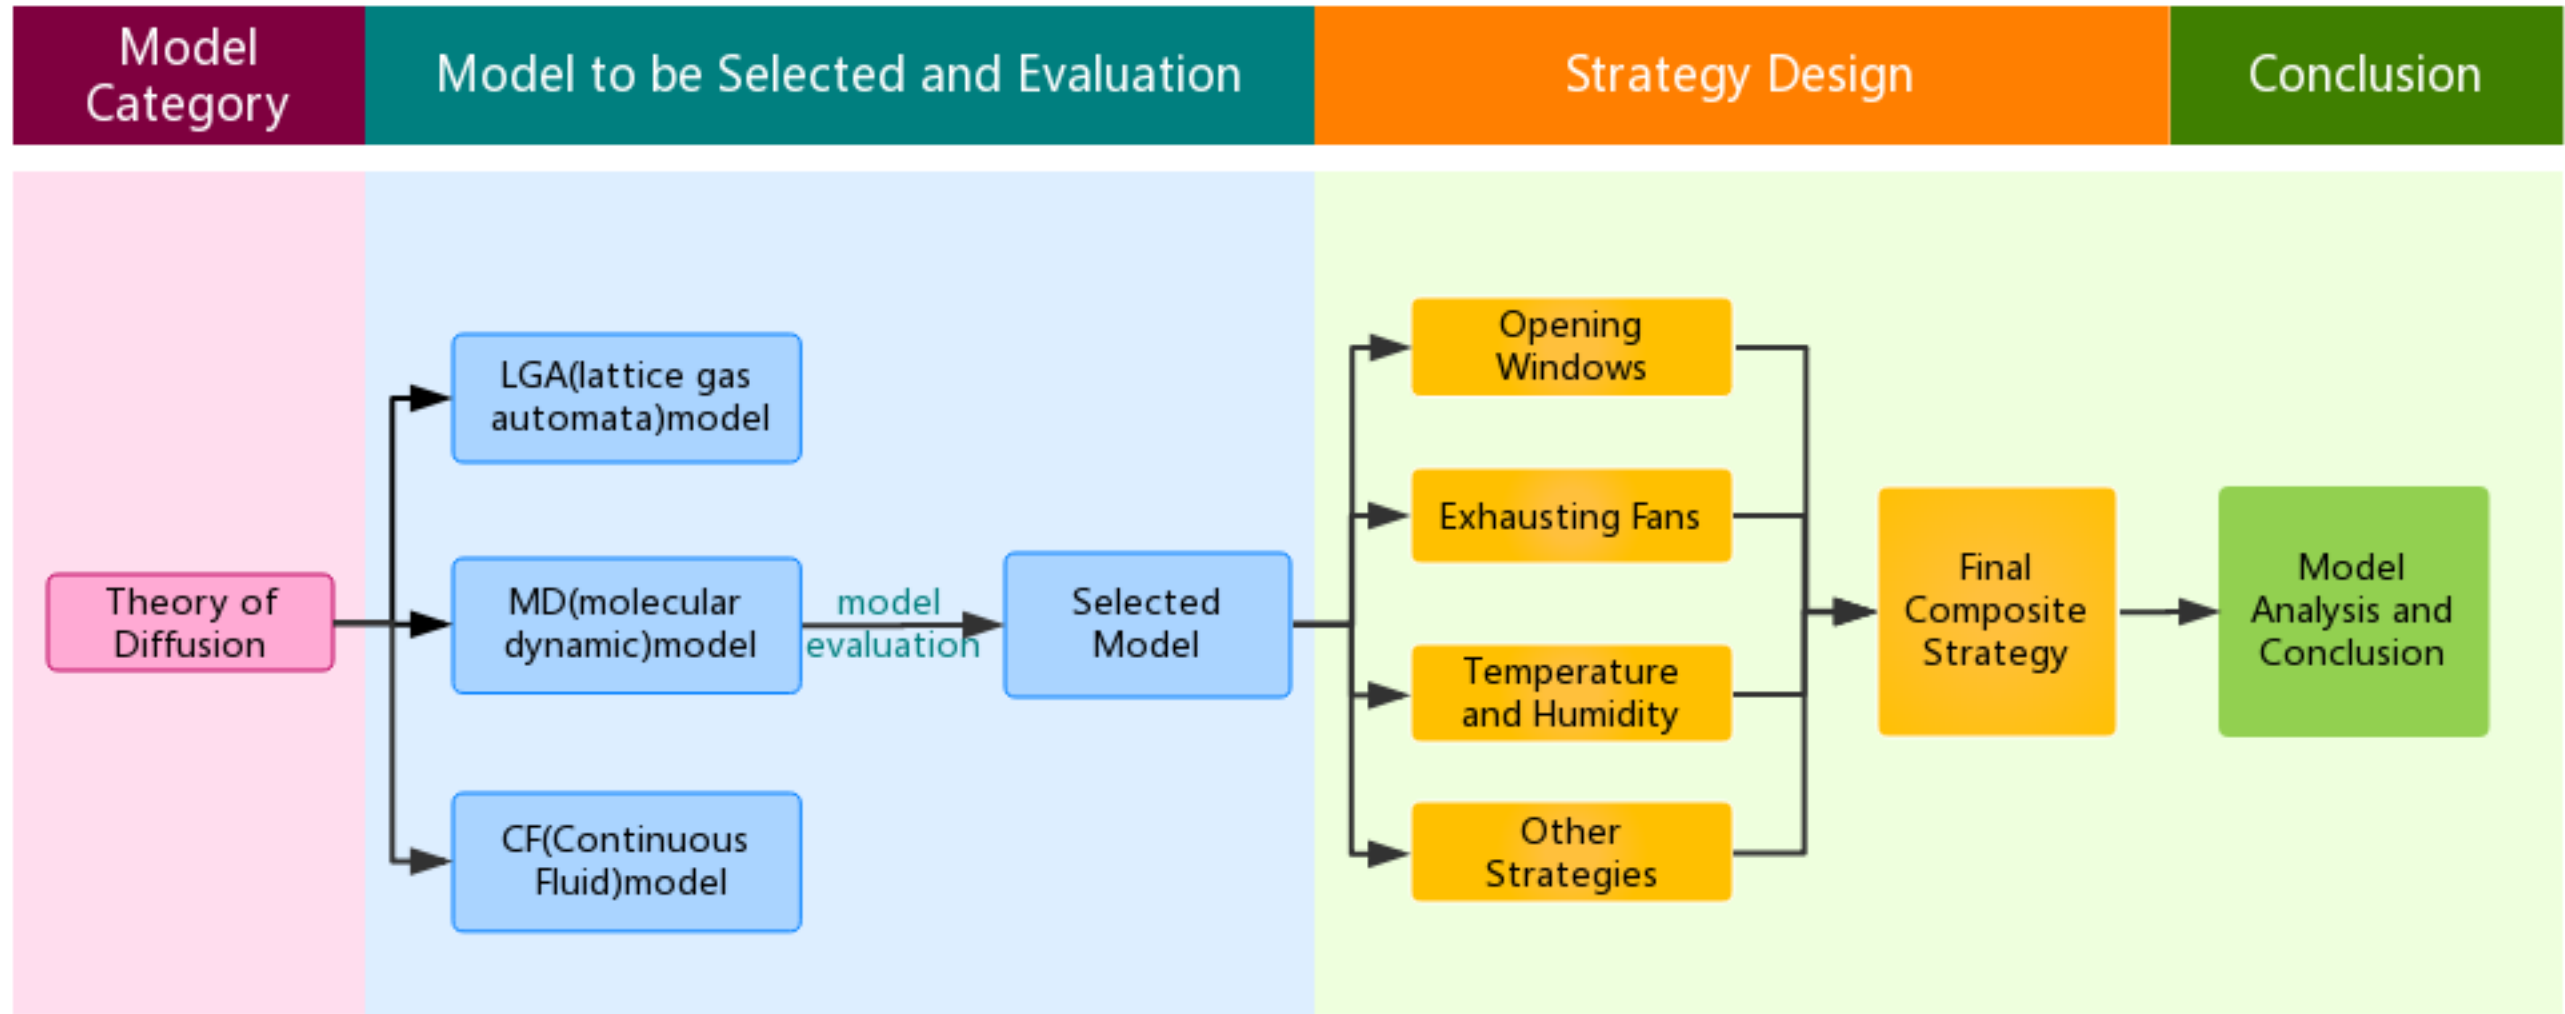 Model
Category
Model to be Selected and Evaluation
Strategy Design
Conclusion
Theory of
Diffusion
LGA(lattice gas
automata)model
MD(molecular
dynamic)model
CF(Continuous
Fluid)model
model
evaluation
Selected
Model
Opening
Windows
Exhausting Fans
Temperature
and Humidity
Other
Strategies
Final
Composite
Strategy
Model
Analysis and
Conclusion